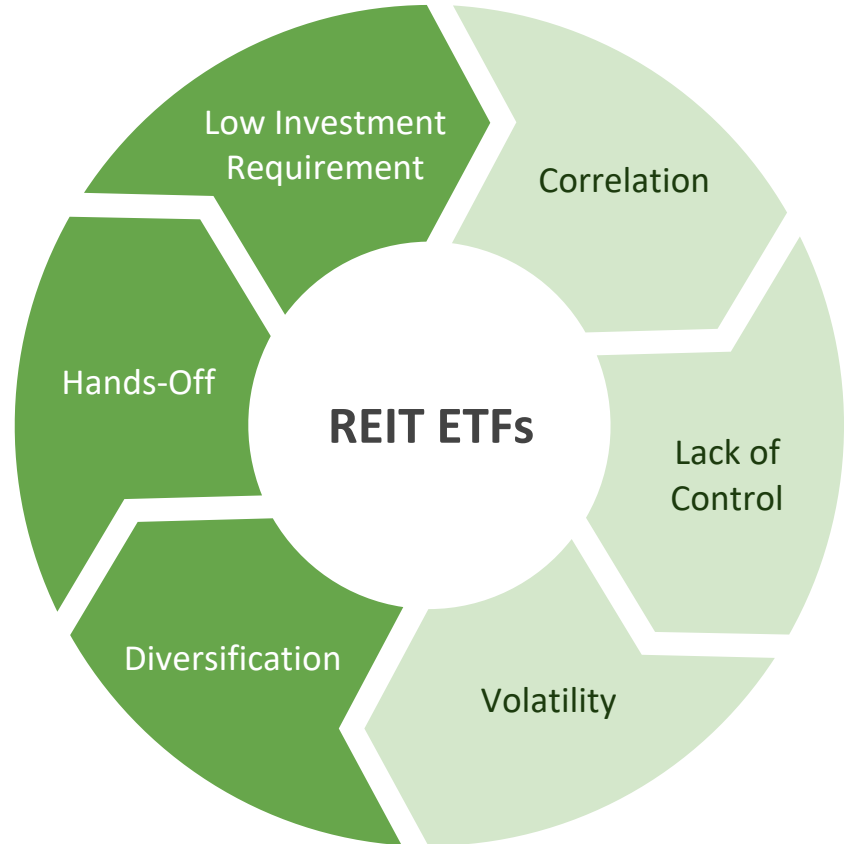 Low Investment
Requirement
Correlation
Hands-Off
REIT ETFs
Lack of
Control
Diversification
Volatility